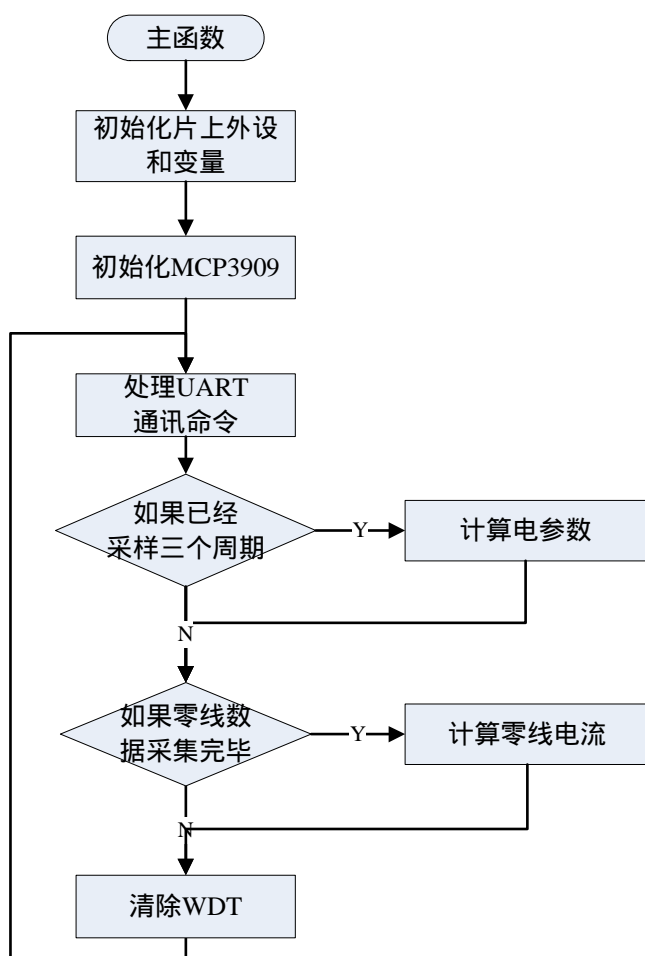 主函数
初始化片上外设
和变量
初始化MCP3909
处理UART
通讯命令
如果已经
采样三个周期
Y
计算电参数
N
如果零线数
据采集完毕
Y
计算零线电流
N
清除WDT